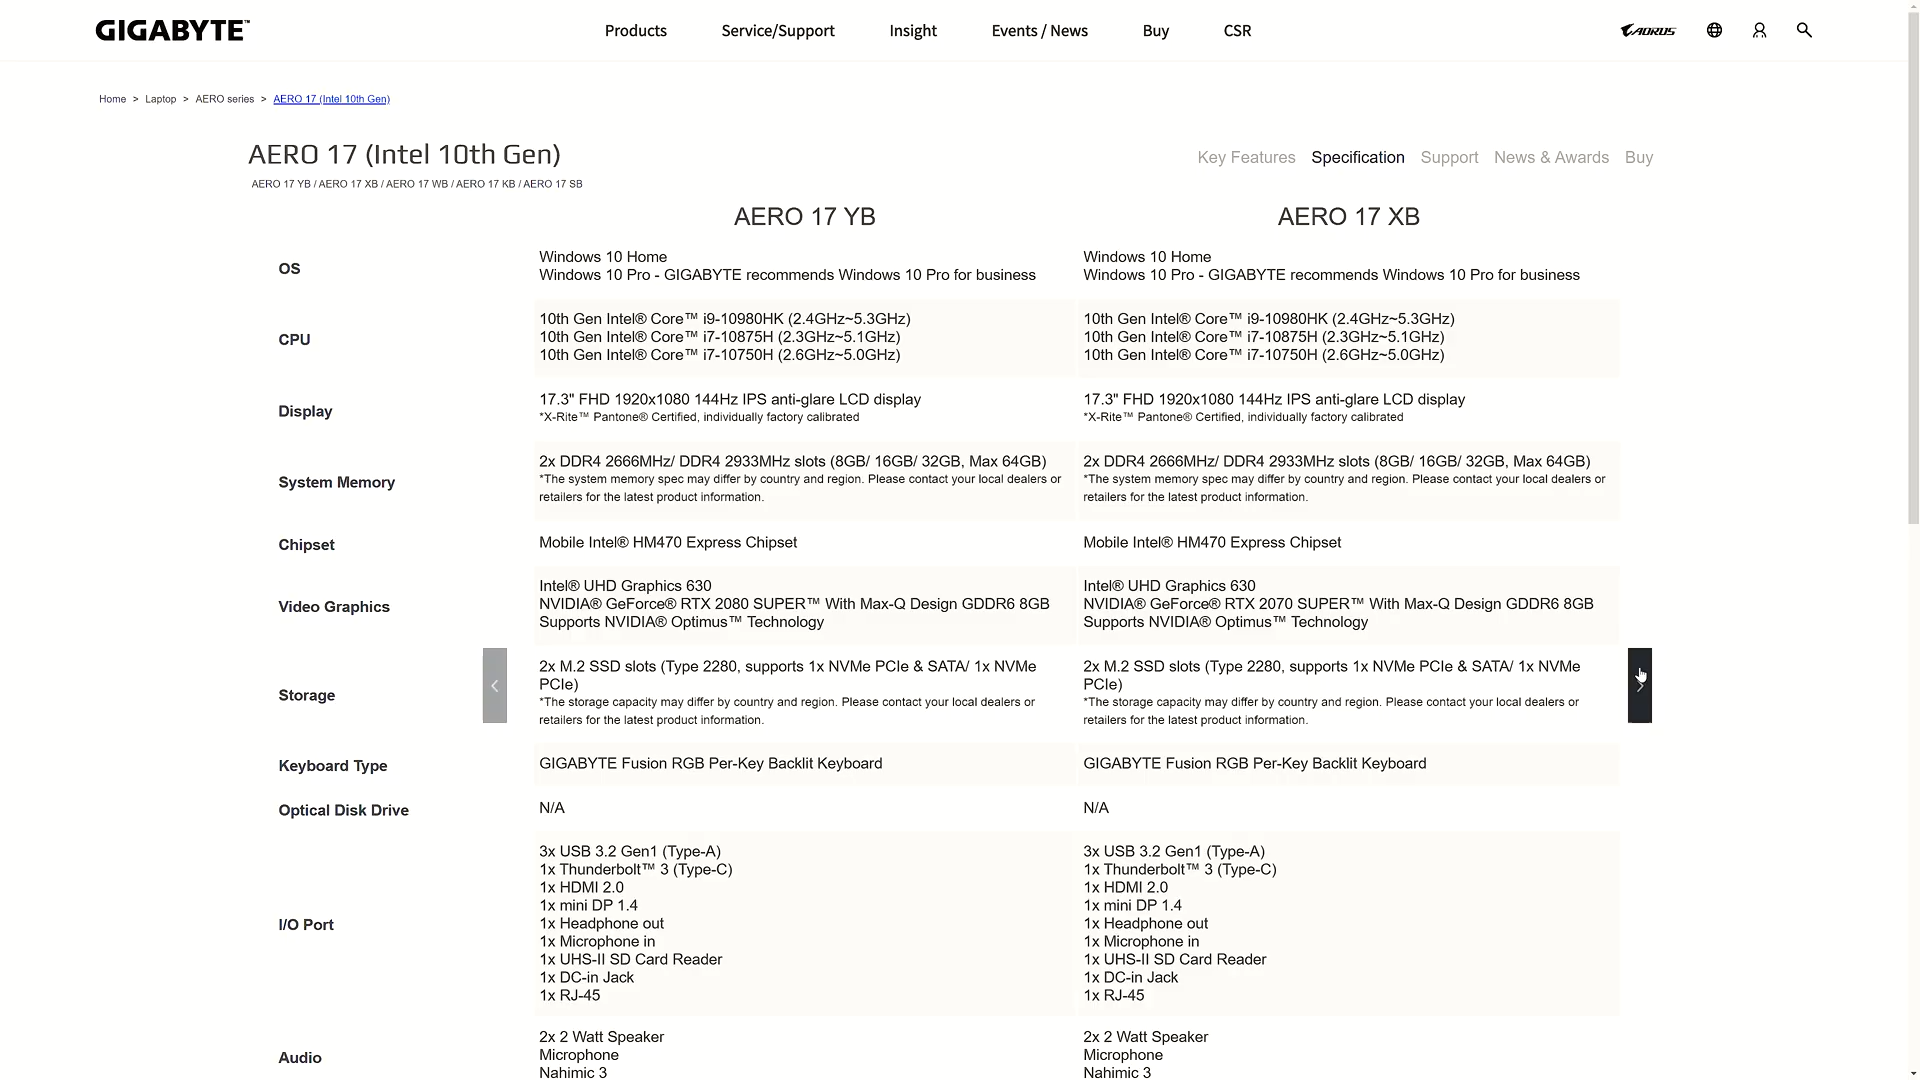 GIGABYTE™
Products Service/Support Insight Events / News Buy CSR
AORUS
Home > Laptop > AERO series > AERO 17 (Intel 10th Gen)
AERO 17 (Intel 10th Gen)
Key Features Specification Support News & Awards Buy
AERO 17 YB / AERO 17 XB / AERO 17 WB / AERO 17 KB / AERO 17 SB
AERO 17 YB
AERO 17 XB
OS
Windows 10 Home
Windows 10 Pro - GIGABYTE recommends Windows 10 Pro for business
Windows 10 Home
Windows 10 Pro - GIGABYTE recommends Windows 10 Pro for business
CPU
10th Gen Intel® Core™ i9-10980HK (2.4GHz~5.3GHz)
10th Gen Intel® Core™ i7-10875H (2.3GHz~5.1GHz)
10th Gen Intel® Core™ i7-10750H (2.6GHz~5.0GHz)
10th Gen Intel® Core™ i9-10980HK (2.4GHz~5.3GHz)
10th Gen Intel® Core™ i7-10875H (2.3GHz~5.1GHz)
10th Gen Intel® Core™ i7-10750H (2.6GHz~5.0GHz)
Display
17.3" FHD 1920x1080 144Hz IPS anti-glare LCD display
*X-Rite™ Pantone® Certified, individually factory calibrated
17.3" FHD 1920x1080 144Hz IPS anti-glare LCD display
*X-Rite™ Pantone® Certified, individually factory calibrated
System Memory
2x DDR4 2666MHz/ DDR4 2933MHz slots (8GB/ 16GB/ 32GB, Max 64GB)
*The system memory spec may differ by country and region. Please contact your local dealers or
retailers for the latest product information.
2x DDR4 2666MHz/ DDR4 2933MHz slots (8GB/ 16GB/ 32GB, Max 64GB)
*The system memory spec may differ by country and region. Please contact your local dealers or
retailers for the latest product information.
Chipset
Mobile Intel® HM470 Express Chipset
Mobile Intel® HM470 Express Chipset
Video Graphics
Intel® UHD Graphics 630
NVIDIA® GeForce® RTX 2080 SUPER™ With Max-Q Design GDDR6 8GB
Supports NVIDIA® Optimus™ Technology
Intel® UHD Graphics 630
NVIDIA® GeForce® RTX 2070 SUPER™ With Max-Q Design GDDR6 8GB
Supports NVIDIA® Optimus™ Technology
Storage
2x M.2 SSD slots (Type 2280, supports 1x NVMe PCIe & SATA/ 1x NVMe
PCIe)
*The storage capacity may differ by country and region. Please contact your local dealers or
retailers for the latest product information.
2x M.2 SSD slots (Type 2280, supports 1x NVMe PCIe & SATA/ 1x NVMe
PCIe)
*The storage capacity may differ by country and region. Please contact your local dealers or
retailers for the latest product information.
Keyboard Type
GIGABYTE Fusion RGB Per-Key Backlit Keyboard
GIGABYTE Fusion RGB Per-Key Backlit Keyboard
Optical Disk Drive
N/A
N/A
I/O Port
3x USB 3.2 Gen1 (Type-A)
1x Thunderbolt™ 3 (Type-C)
1x HDMI 2.0
1x mini DP 1.4
1x Headphone out
1x Microphone in
1x UHS-II SD Card Reader
1x DC-in Jack
1x RJ-45
3x USB 3.2 Gen1 (Type-A)
1x Thunderbolt™ 3 (Type-C)
1x HDMI 2.0
1x mini DP 1.4
1x Headphone out
1x Microphone in
1x UHS-II SD Card Reader
1x DC-in Jack
1x RJ-45
Audio
2x 2 Watt Speaker
Microphone
Nahimic 3
2x 2 Watt Speaker
Microphone
Nahimic 3